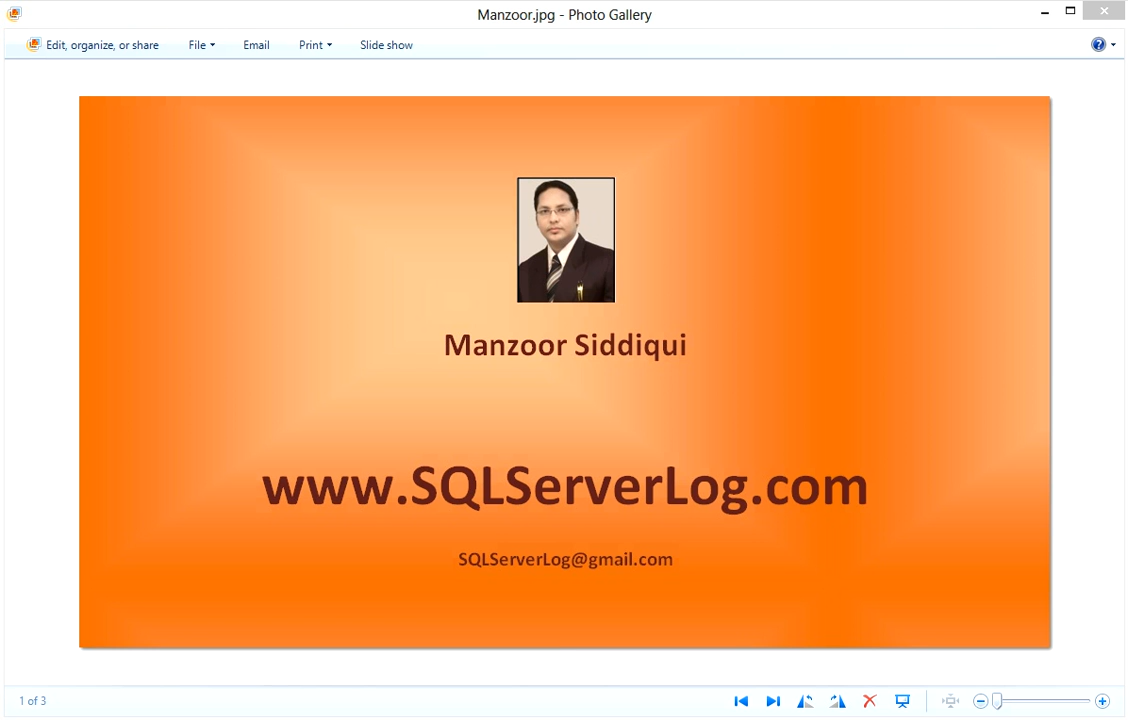 Manzoor.jpg - Photo Gallery
Edit, organize, or share File Email Print Slide show
Manzoor Siddiqui
www.SQLServerLog.com
SQLServerLog@gmail.com
1 of 3